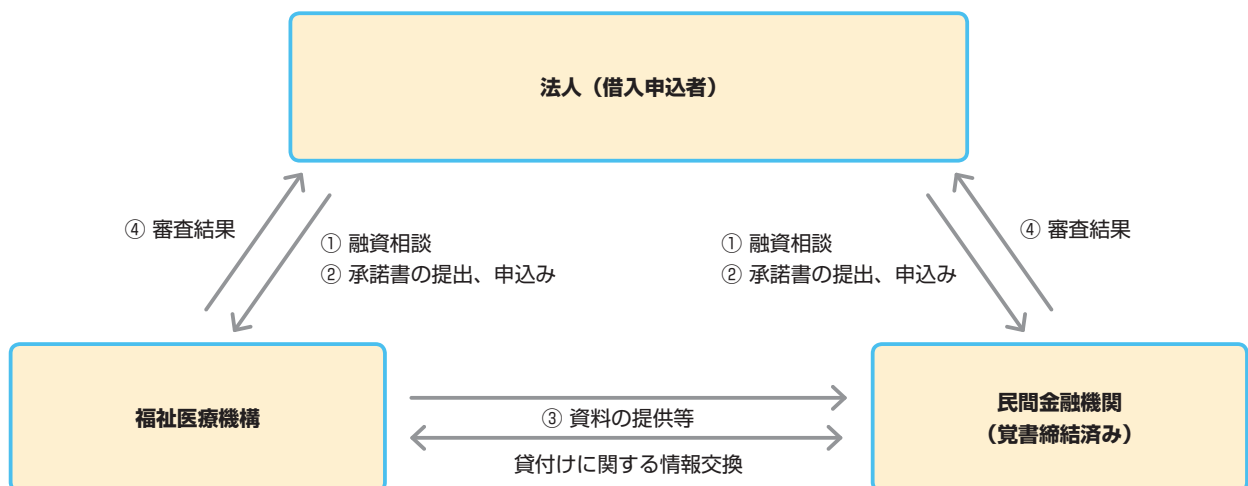 法人（借入申込者）
④ 審査結果
① 融資相談
② 承諾書の提出、申込み
① 融資相談
② 承諾書の提出、申込み
④ 審査結果
福祉医療機構
③ 資料の提供等
貸付けに関する情報交換
民間金融機関
（覚書締結済み）